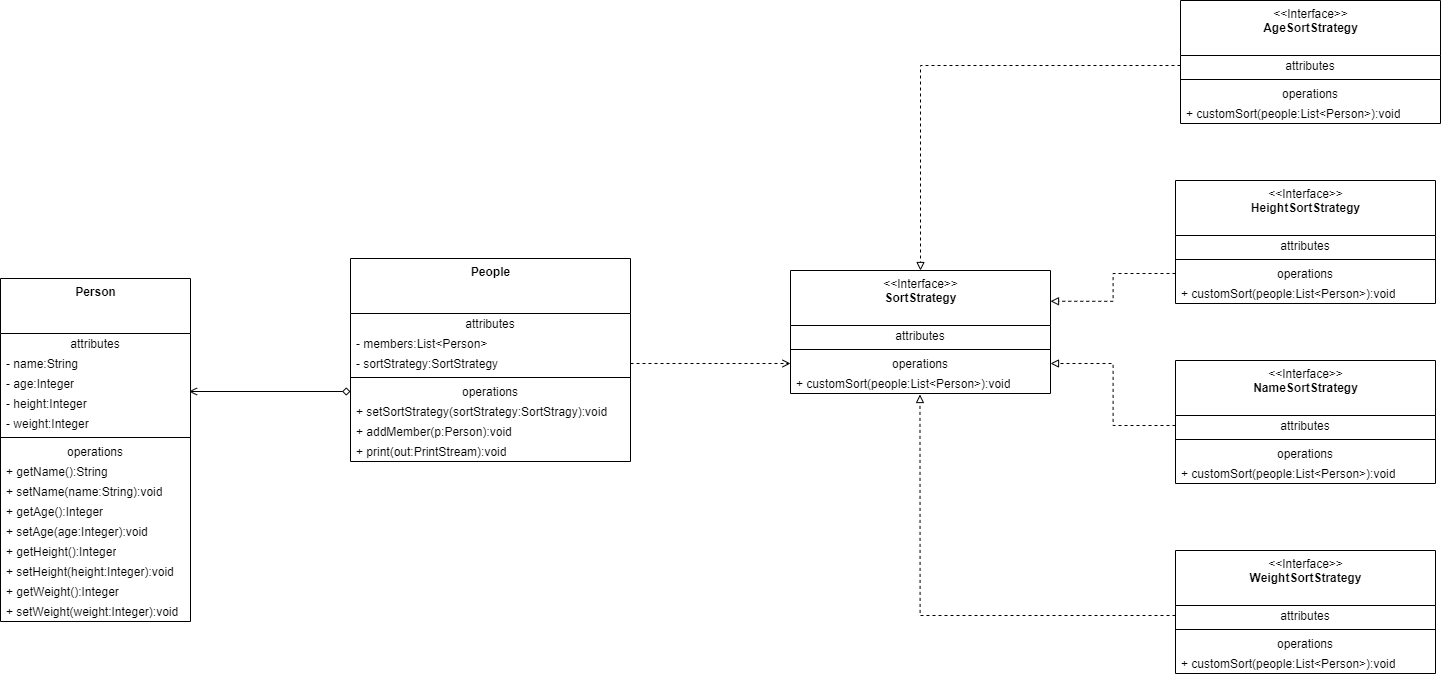 Person
attributes
- name:String
- age:Integer
- height:Integer
- weight:Integer
operations
+ getName():String
+ setName(name:String):void
+ getAge():Integer
+ setAge(age:Integer):void
+ getHeight():Integer
+ setHeight(height:Integer):void
+ getWeight():Integer
+ setWeight(weight:Integer):void
People
attributes
- members:List<Person>
- sortStrategy:SortStrategy
operations
+ setSortStrategy(sortStrategy:SortStragy):void
+ addMember(p:Person):void
+ print(out:PrintStream):void
<<Interface>>
SortStrategy
attributes
operations
+ customSort(people:List<Person>):void
<<Interface>>
AgeSortStrategy
attributes
operations
+ customSort(people:List<Person>):void
<<Interface>>
HeightSortStrategy
attributes
operations
+ customSort(people:List<Person>):void
<<Interface>>
NameSortStrategy
attributes
operations
+ customSort(people:List<Person>):void
<<Interface>>
WeightSortStrategy
attributes
operations
+ customSort(people:List<Person>):void